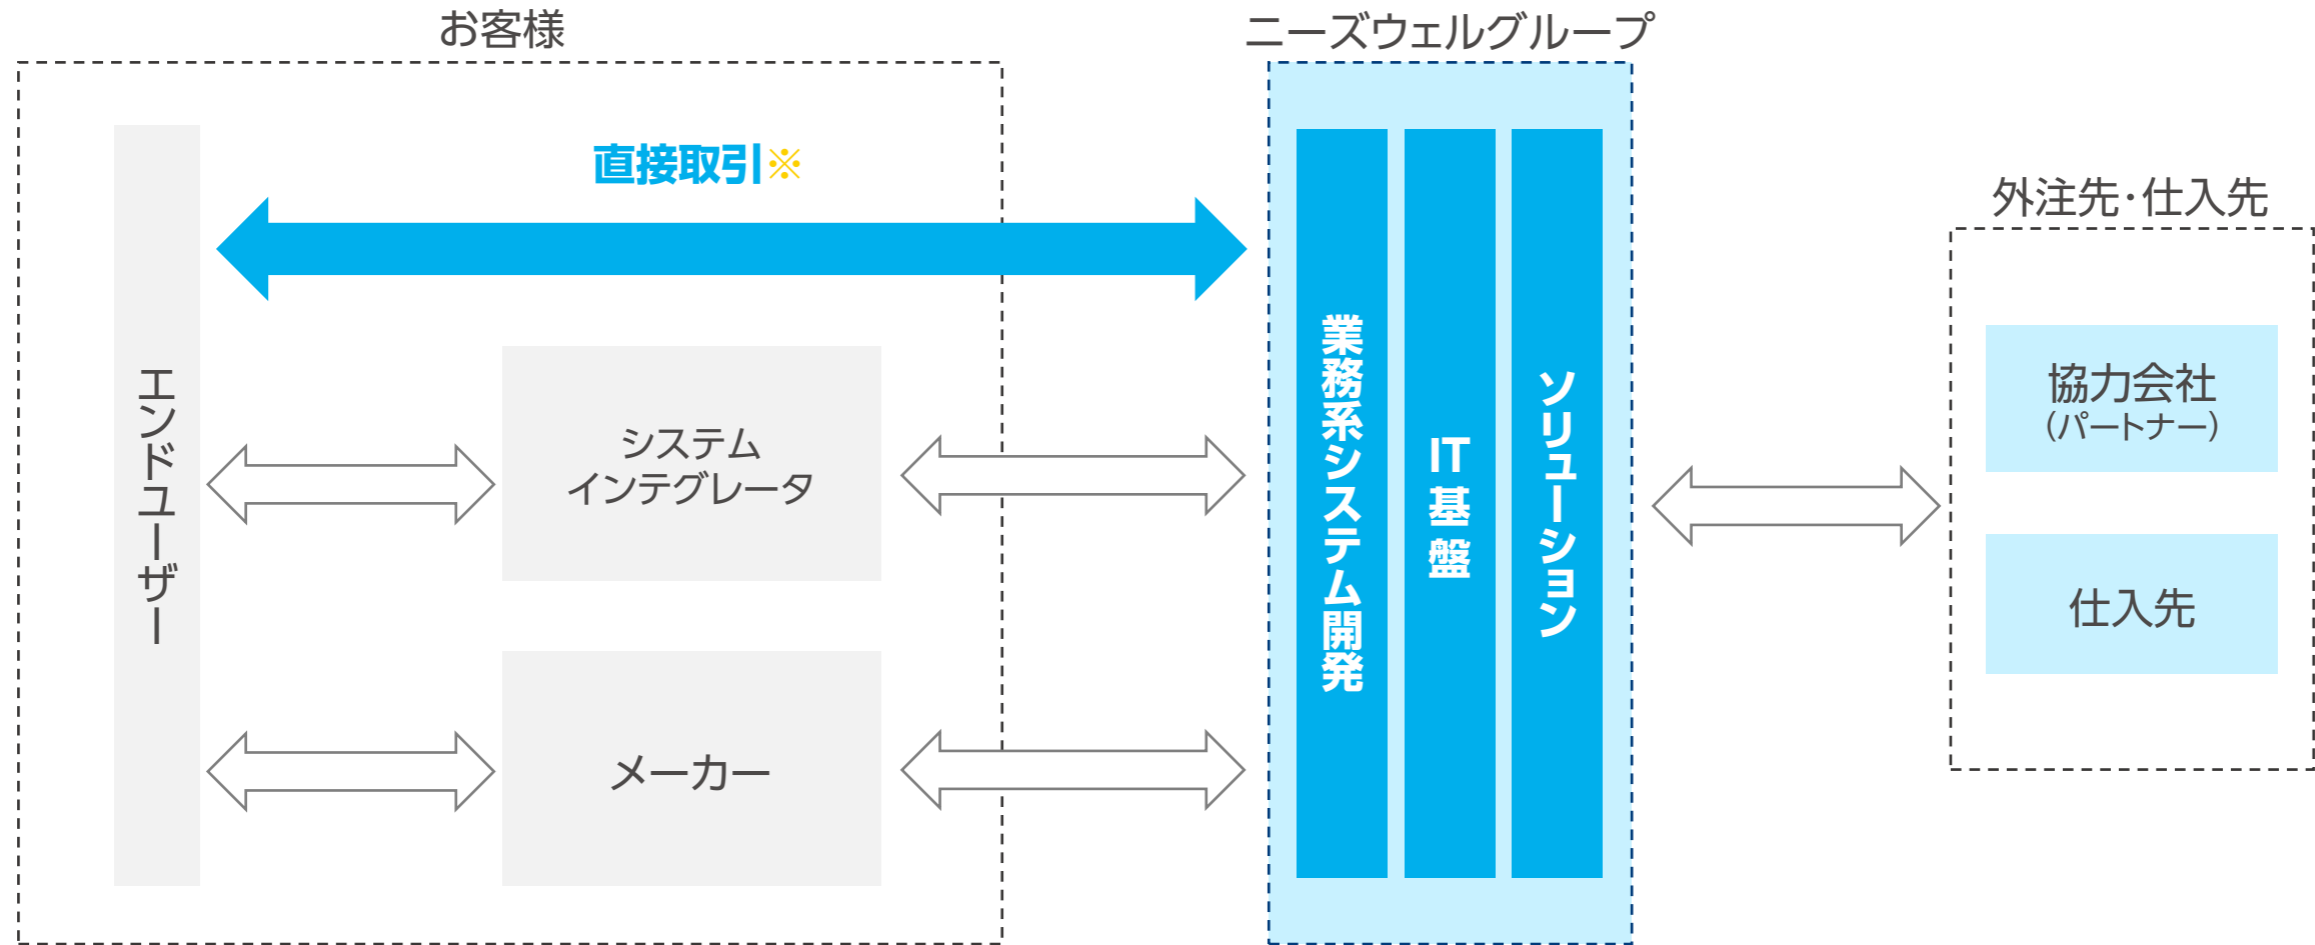 お客様
ニーズウェルグループ
直接取引※
外注先・仕入先
エンドユーザー
システム
インテグレータ
メーカー
業務系システム開発
IT基盤
ソリューション
協力会社
（パートナー）
仕入先